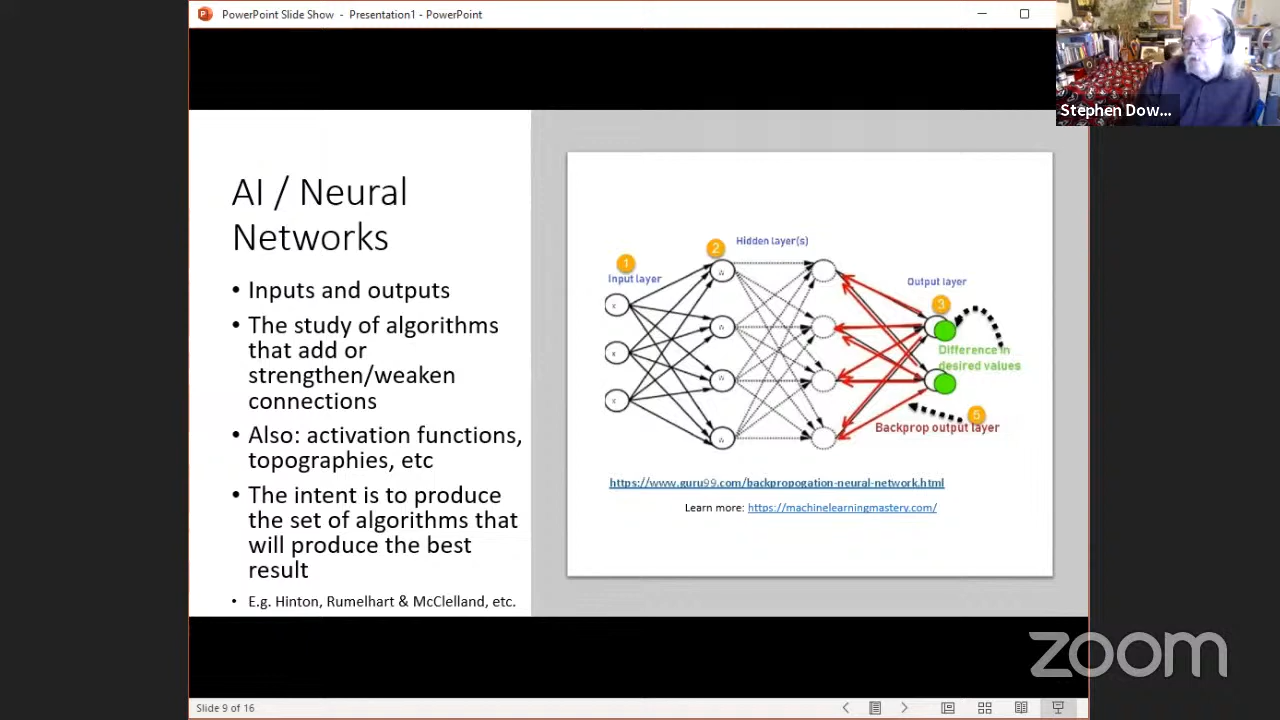 PowerPoint Slide Show - Presentation1 - PowerPoint
Stephen Dow...
AI / Neural
Networks
• Inputs and outputs
• The study of algorithms
that add or
strengthen/weaken
connections
• Also: activation functions,
topographies, etc
• The intent is to produce
the set of algorithms that
will produce the best
result
• E.g. Hinton, Rumelhart & McClelland, etc.
2
Hidden layer(s)
1
Input layer
Output layer
3
Difference in
desired values
5
Backprop output layer
https://www.guru99.com/backpropogation-neural-network.html
Learn more: https://machinelearningmastery.com/
zoom
Slide 9 of 16